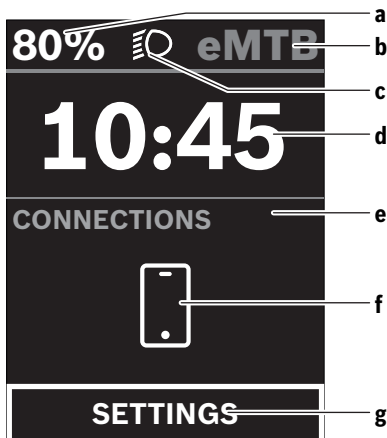 a
80% eMTB b
c
10:45 d
CONNECTIONS e
f
SETTINGS g